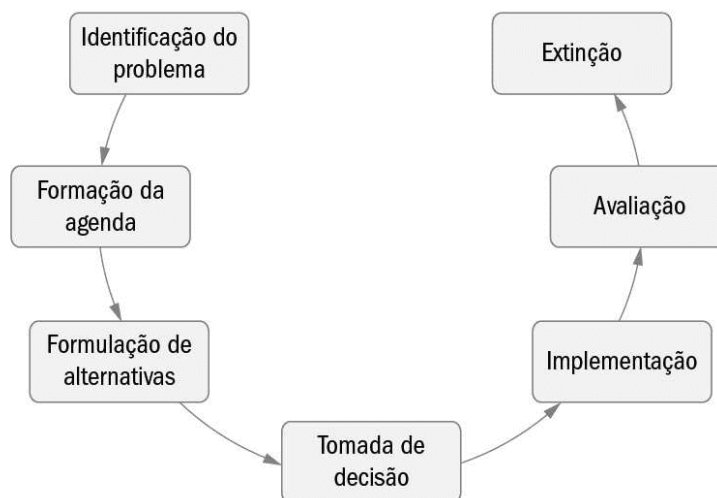 Identificação do
problema
Formação da
agenda
Formulação de
alternativas
Tomada de
decisão
Implementação
Avaliação
Extinção